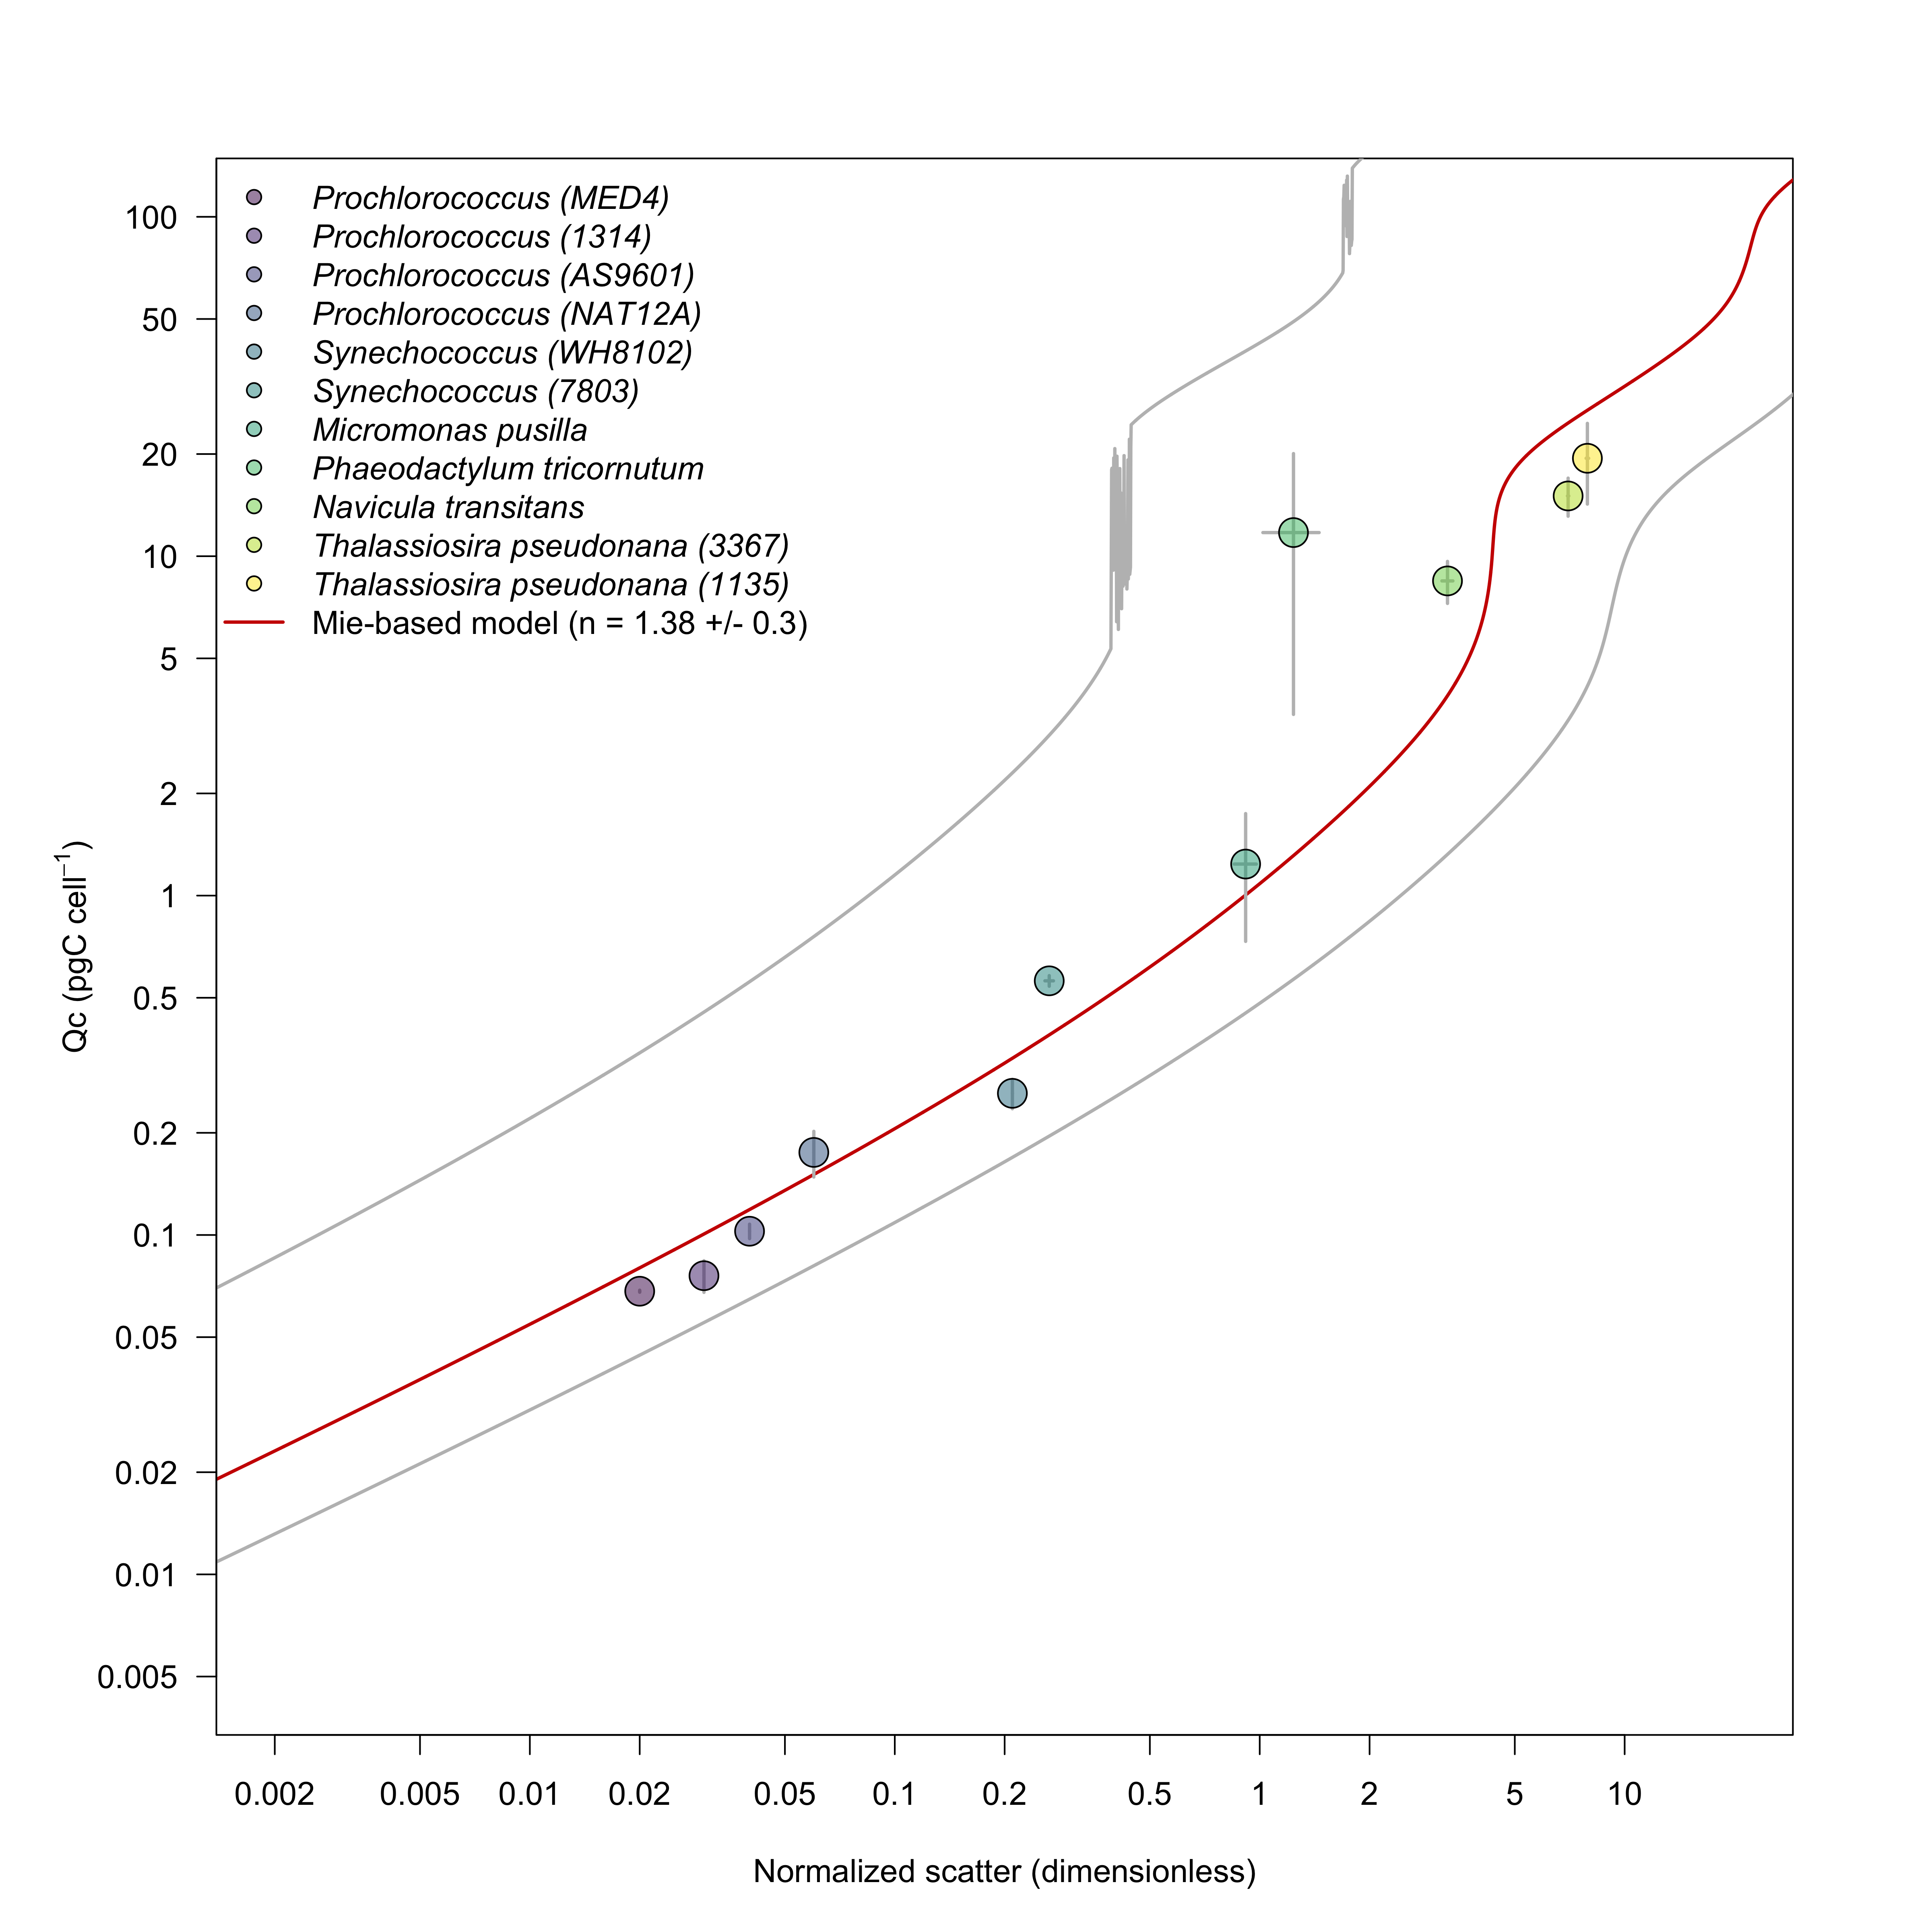 Prochlorococcus (MED4)
Prochlorococcus (1314)
Prochlorococcus (AS9601)
Prochlorococcus (NAT12A)
Synechococcus (WH8102)
Synechococcus (7803)
Micromonas pusilla
Phaeodactylum tricornutum
Navicula transitans
Thalassiosira pseudonana (3367)
Thalassiosira pseudonana (1135)
Mie-based model (n = 1.38 +/- 0.3)
100
50
20
10
5
2
1
0.5
0.2
0.1
0.05
0.02
0.01
0.005
Qc (pgC cell⁻¹)
0.002 0.005 0.01 0.02 0.05 0.1 0.2 0.5 1 2 5 10
Normalized scatter (dimensionless)